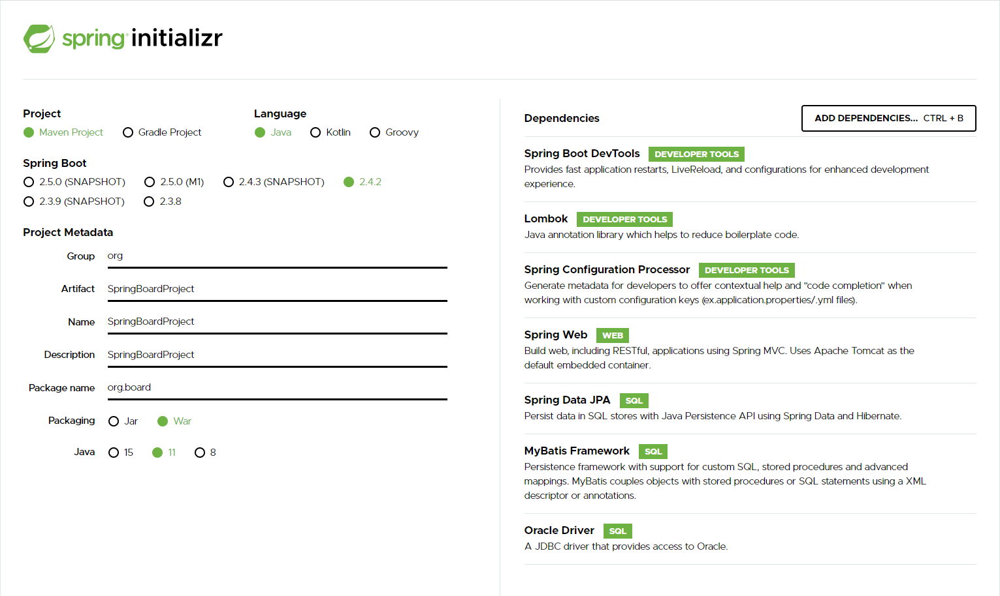 spring initializr
Project
Maven Project Gradle Project
Language
Java Kotlin Groovy
Spring Boot
2.5.0 (SNAPSHOT) 2.5.0 (M1) 2.4.3 (SNAPSHOT) 2.4.2
2.3.9 (SNAPSHOT) 2.3.8
Project Metadata
Group org
Artifact SpringBoardProject
Name SpringBoardProject
Description SpringBoardProject
Package name org.board
Packaging Jar War
Java 15 11 8
Dependencies ADD DEPENDENCIES... CTRL + B
Spring Boot DevTools DEVELOPER TOOLS
Provides fast application restarts, LiveReload, and configurations for enhanced development
experience.
Lombok DEVELOPER TOOLS
Java annotation library which helps to reduce boilerplate code.
Spring Configuration Processor DEVELOPER TOOLS
Generate metadata for developers to offer contextual help and "code completion" when
working with custom configuration keys (ex.application.properties/.yml files).
Spring Web WEB
Build web, including RESTful, applications using Spring MVC. Uses Apache Tomcat as the
default embedded container.
Spring Data JPA SQL
Persist data in SQL stores with Java Persistence API using Spring Data and Hibernate.
MyBatis Framework SQL
Persistence framework with support for custom SQL, stored procedures and advanced
mappings. MyBatis couples objects with stored procedures or SQL statements using a XML
descriptor or annotations.
Oracle Driver SQL
A JDBC driver that provides access to Oracle.